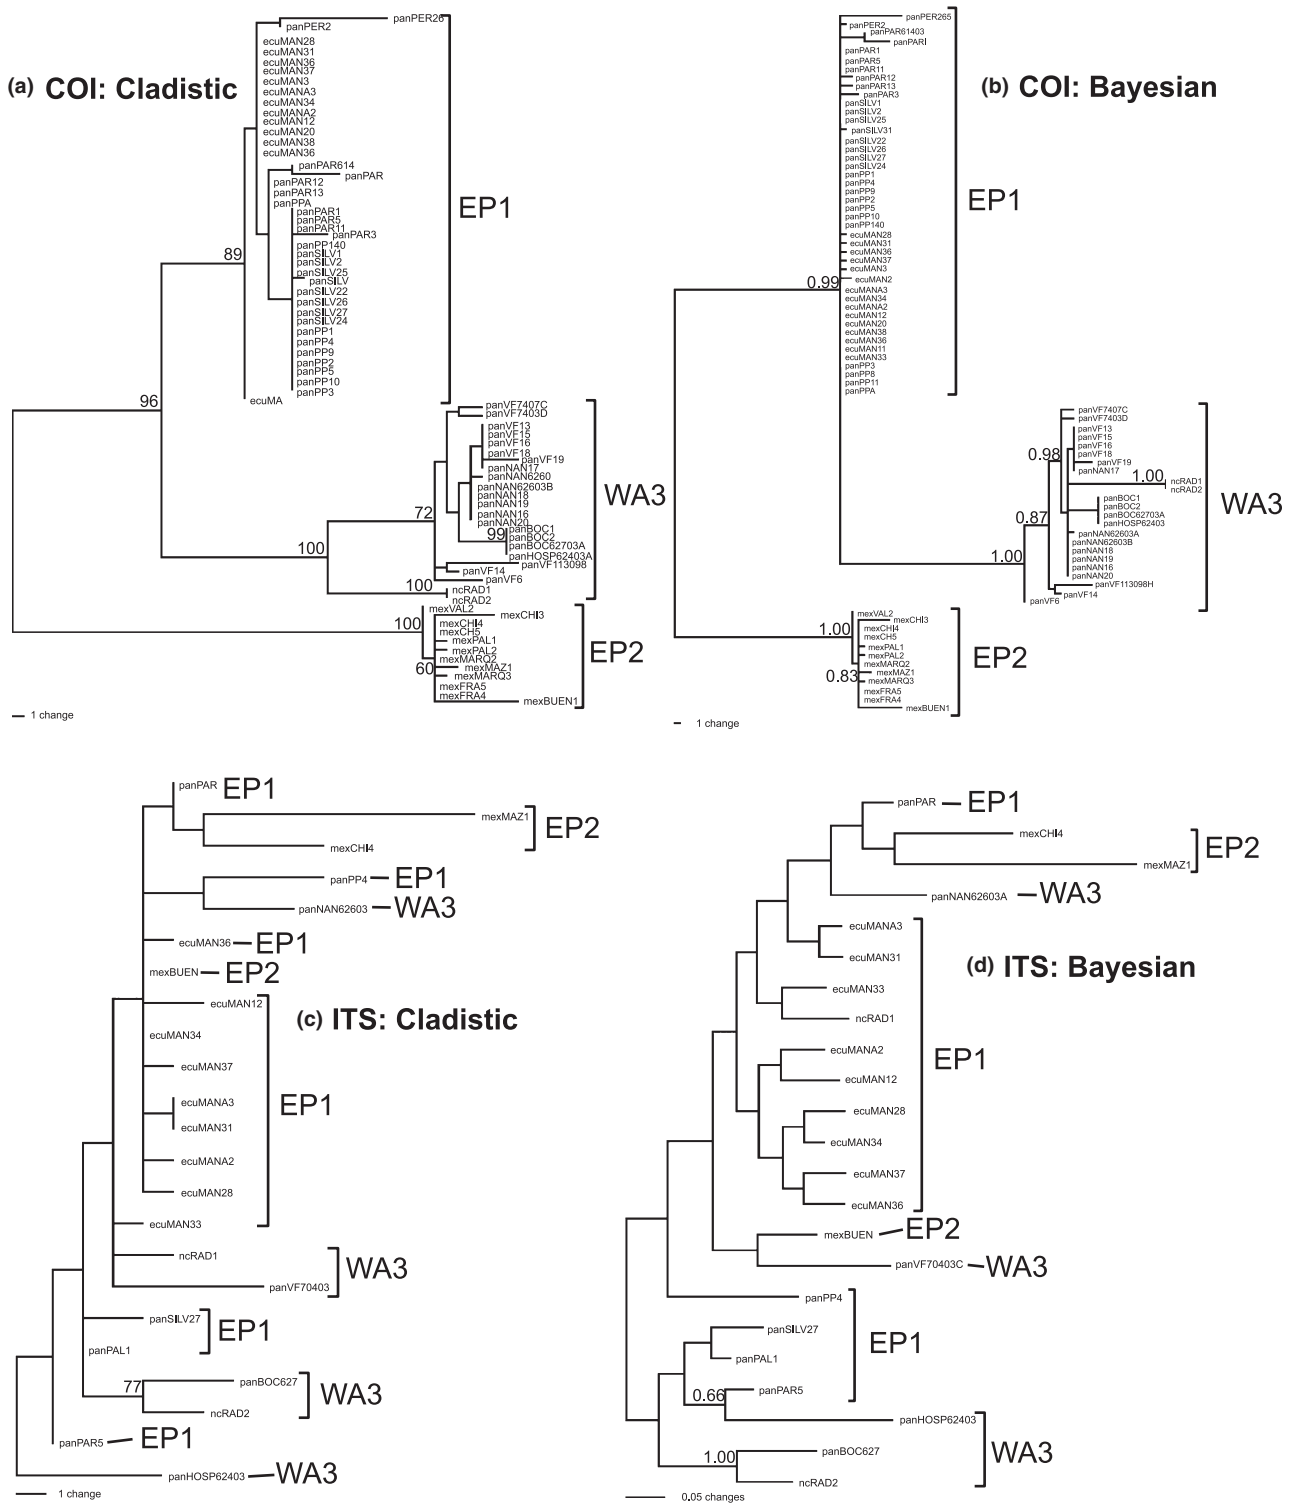 (a) COI: Cladistic
panPER26
panPER2
ecuMAN28
ecuMAN31
ecuMAN36
ecuMAN37
ecuMAN3
ecuMANA3
ecuMAN34
ecuMANA2
ecuMAN12
ecuMAN20
ecuMAN38
ecuMAN36
panPAR614
panPAR
panPAR12
panPAR13
panPPA
panPAR1
panPAR5
panPAR11
panPAR3
panPP140
panSILV1
panSILV2
panSILV25
panSILV
panSILV22
panSILV26
panSILV27
panSILV24
panPP1
panPP4
panPP9
panPP2
panPP5
panPP10
panPP3
ecuMA
EP1
89
96
panVF7407C
panVF7403D
panVF13
panVF15
panVF16
panVF18
panVF19
panNAN17
panNAN6260
panNAN62603B
panNAN18
panNAN19
panNAN16
panNAN20
panBOC1
panBOC2
panBOC62703A
panHOSP62403A
panVF113098
panVF14
panVF6
ncRAD1
ncRAD2
WA3
72
99
100
100
mexVAL2
mexCHI3
mexCHI4
mexCH5
mexPAL1
mexPAL2
mexMARQ2
mexMAZ1
mexMARQ3
mexFRA5
mexFRA4
mexBUEN1
EP2
100
60
1 change
(b) COI: Bayesian
panPER265
panPER2
panPAR61403
panPARI
panPAR1
panPAR5
panPAR11
panPAR12
panPAR13
panPAR3
panSILV1
panSILV2
panSILV25
panSILV31
panSILV22
panSILV26
panSILV27
panSILV24
panPP1
panPP4
panPP9
panPP2
panPP5
panPP10
panPP140
ecuMAN28
ecuMAN31
ecuMAN36
ecuMAN37
ecuMAN3
ecuMAN2
ecuMANA3
ecuMAN34
ecuMANA2
ecuMAN12
ecuMAN20
ecuMAN38
ecuMAN36
ecuMAN11
ecuMAN33
panPP3
panPP8
panPP11
panPPA
EP1
0.99
panVF7407C
panVF7403D
panVF13
panVF15
panVF16
panVF18
panVF19
panNAN17
ncRAD1
ncRAD2
panBOC1
panBOC2
panBOC62703A
panHOSP62403
panNAN62603A
panNAN62603B
panNAN18
panNAN19
panNAN16
panNAN20
panVF113098H
panVF14
panVF6
WA3
0.98
1.00
0.87
1.00
mexVAL2
mexCHI3
mexCHI4
mexCH5
mexPAL1
mexPAL2
mexMARQ2
mexMAZ1
mexMARQ3
mexFRA5
mexFRA4
mexBUEN1
EP2
1.00
0.83
1 change
(c) ITS: Cladistic
panPAR EP1
mexMAZ1
mexCHI4
EP2
panPP4 EP1
panNAN62603 WA3
ecuMAN36 EP1
mexBUEN EP2
ecuMAN12
ecuMAN34
ecuMAN37
ecuMANA3
ecuMAN31
ecuMANA2
ecuMAN28
ecuMAN33
EP1
ncRAD1
panVF70403
WA3
panSILV27
panPAL1
EP1
77
panBOC627
ncRAD2
WA3
panPAR5 EP1
panHOSP62403 WA3
1 change
(d) ITS: Bayesian
panPAR EP1
mexCHI4
mexMAZ1
EP2
panNAN62603A WA3
ecuMANA3
ecuMAN31
ecuMAN33
ncRAD1
ecuMANA2
ecuMAN12
ecuMAN28
ecuMAN34
ecuMAN37
ecuMAN36
EP1
mexBUEN EP2
panVF70403C WA3
panPP4
panSILV27
panPAL1
panPAR5
EP1
0.66
panHOSP62403
panBOC627
ncRAD2
WA3
1.00
0.05 changes